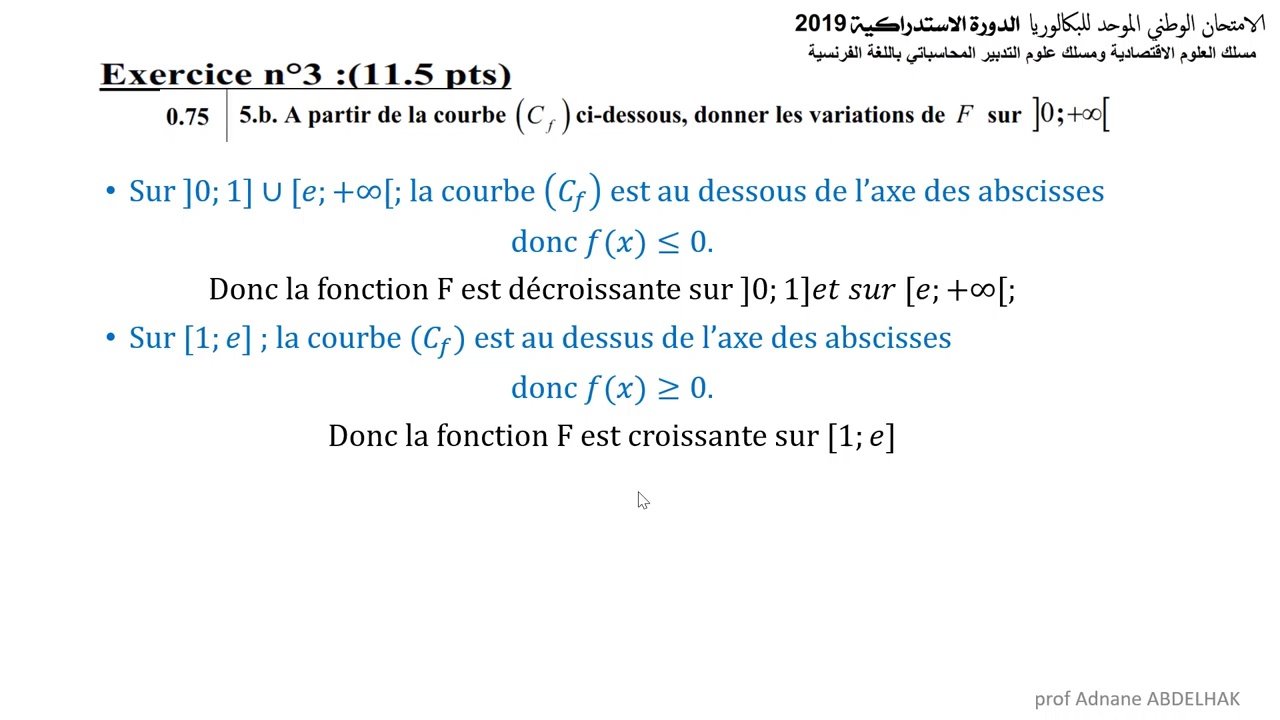 الامتحان الوطني الموحد للبكالوريا الدورة الاستدراكية 2019
مسلك العلوم الاقتصادية ومسلك علوم التدبير المحاسباتي باللغة الفرنسية
Exercice n°3 :(11.5 pts)
0.75 5.b. A partir de la courbe (C_f) ci-dessous, donner les variations de F sur ]0;+∞[
• Sur ]0; 1] ∪ [e; +∞[; la courbe (C_f) est au dessous de l’axe des abscisses
donc f(x) ≤ 0.
Donc la fonction F est décroissante sur ]0; 1]et sur [e; +∞[;
• Sur [1; e] ; la courbe (C_f) est au dessus de l’axe des abscisses
donc f(x) ≥ 0.
Donc la fonction F est croissante sur [1; e]
prof Adnane ABDELHAK